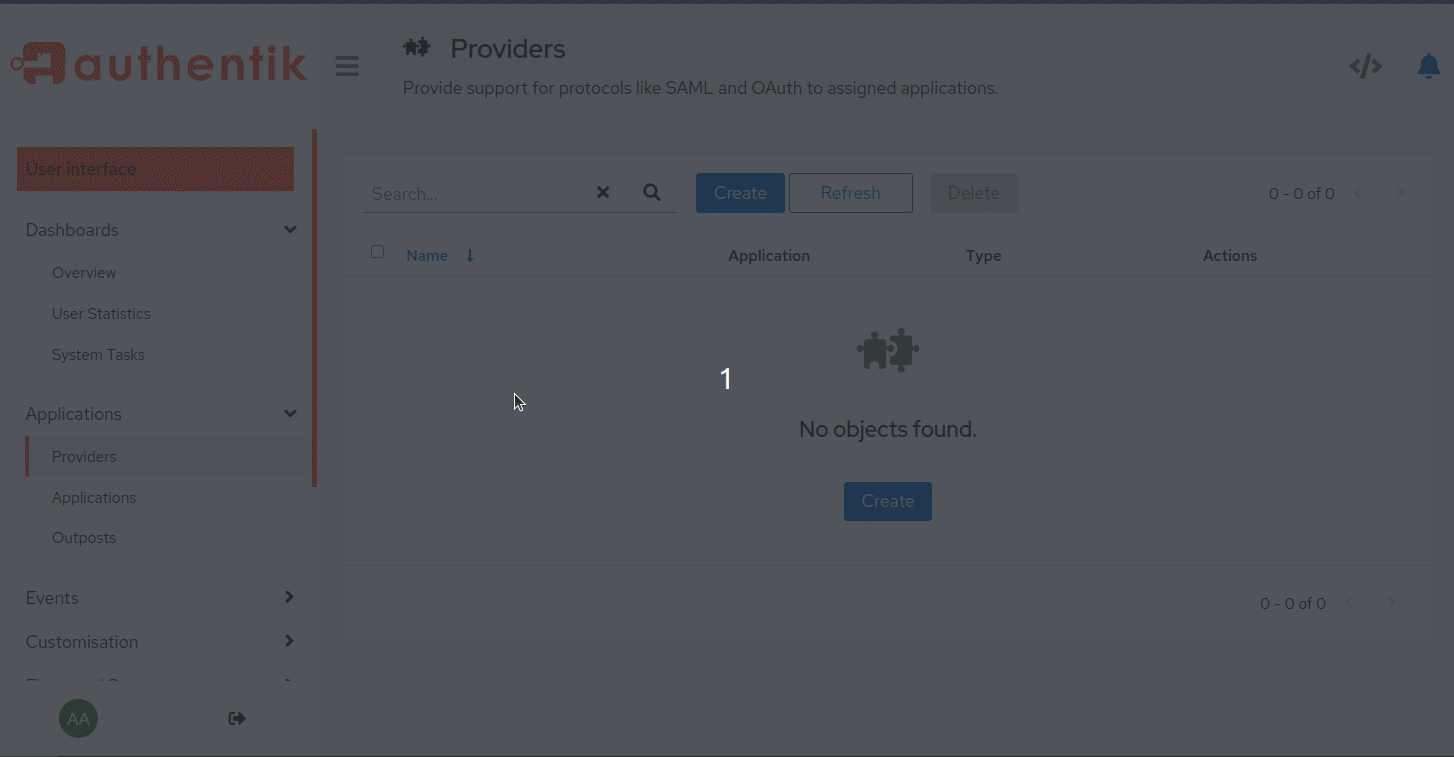 authentik
Providers
Provide support for protocols like SAML and OAuth to assigned applications.
User interface
Dashboards
Overview
User Statistics
System Tasks
Applications
Providers
Applications
Outposts
Events
Customisation
AA
Search...
Create
Refresh
Delete
0 - 0 of 0
Name
Application
Type
Actions
1
No objects found.
Create
0 - 0 of 0